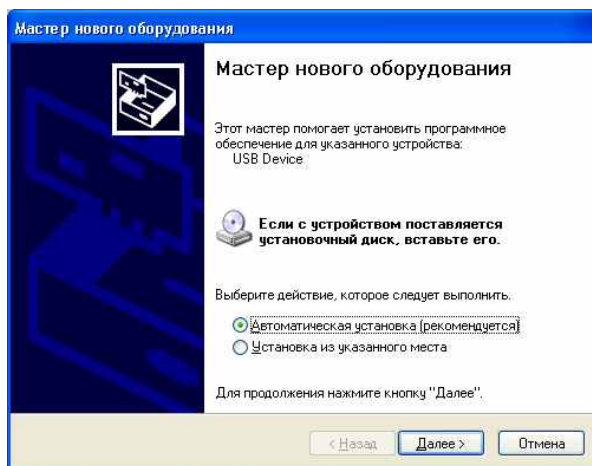 Мастер нового оборудования
Мастер нового оборудования
Этот мастер помогает установить программное
обеспечение для указанного устройства:
USB Device
Если с устройством поставляется
установочный диск, вставьте его.
Выберите действие, которое следует выполнить.
Автоматическая установка (рекомендуется)
Установка из указанного места
Для продолжения нажмите кнопку "Далее".
< Назад Далее > Отмена